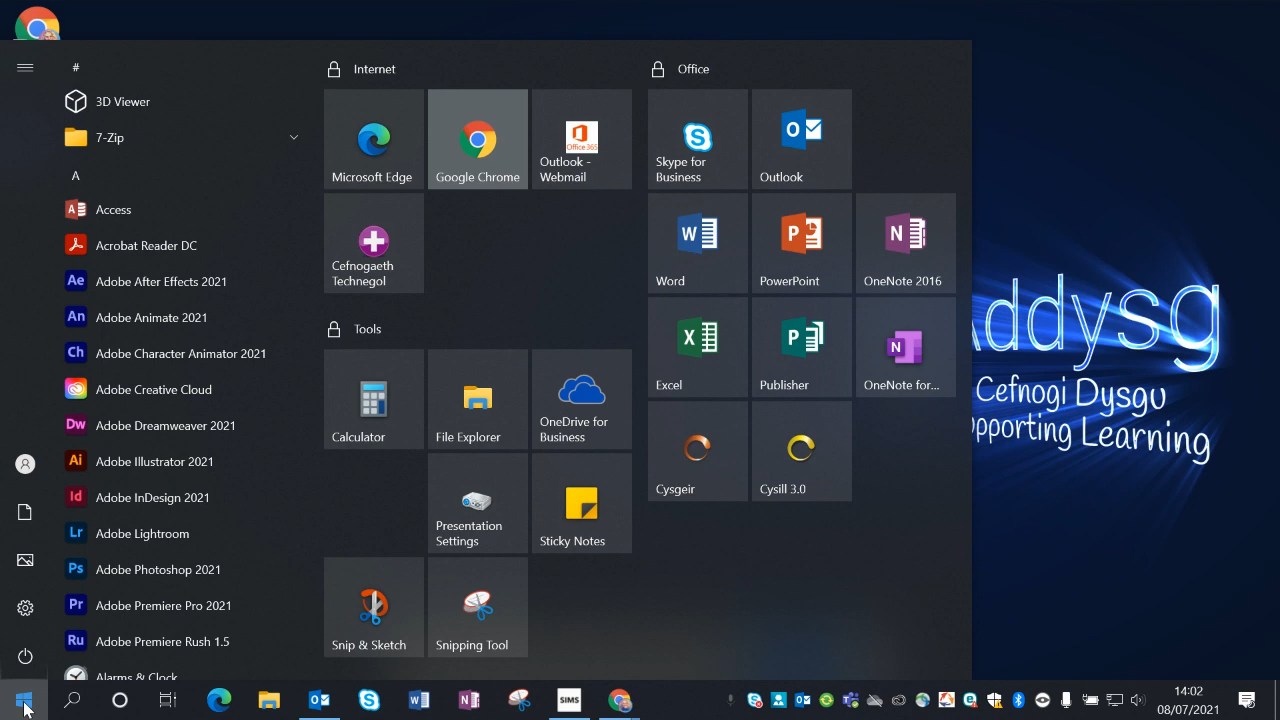 #
3D Viewer
7-Zip
A
Access
Acrobat Reader DC
Adobe After Effects 2021
Adobe Animate 2021
Adobe Character Animator 2021
Adobe Creative Cloud
Adobe Dreamweaver 2021
Adobe Illustrator 2021
Adobe InDesign 2021
Adobe Lightroom
Adobe Photoshop 2021
Adobe Premiere Pro 2021
Adobe Premiere Rush 1.5
Alarms & Clock
Internet
Microsoft Edge
Google Chrome
Office 365
Outlook -
Webmail
Cefnogaeth
Technegol
Tools
Calculator
File Explorer
OneDrive for
Business
Presentation
Settings
Sticky Notes
Snip & Sketch
Snipping Tool
Office
Skype for
Business
Outlook
Word
PowerPoint
OneNote 2016
Excel
Publisher
OneNote for...
Cysgeir
Cysill 3.0
Addysg
Cefnogi Dysgu
pporting Learning
SIMS
14:02
08/07/2021